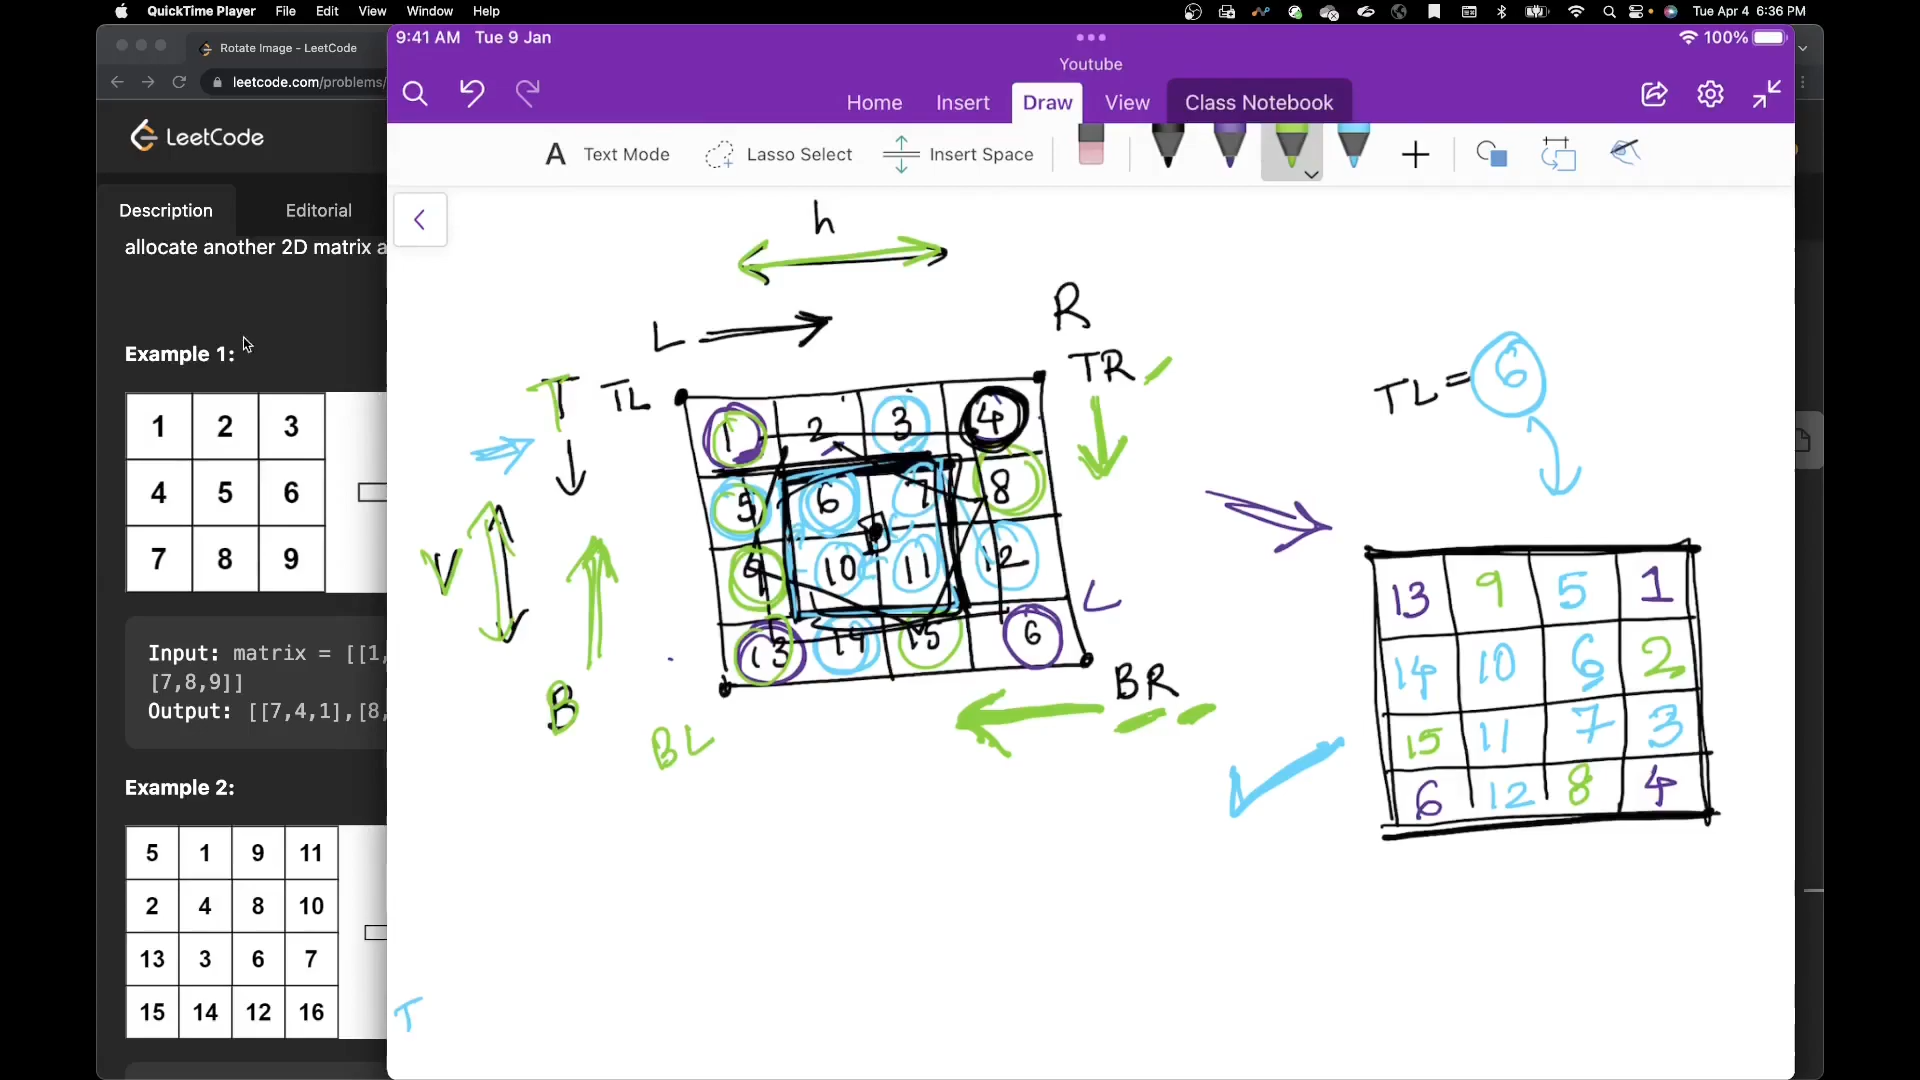 QuickTime Player File Edit View Window Help Tue Apr 4 6:36 PM
Rotate Image - LeetCode
leetcode.com/problems/
LeetCode
Description Editorial
allocate another 2D matrix a
Example 1:
1 2 3
4 5 6
7 8 9
Input: matrix = [[1,
[7,8,9]]
Output: [[7,4,1],[8,
Example 2:
5 1 9 11
2 4 8 10
13 3 6 7
15 14 12 16
9:41 AM Tue 9 Jan
100%
Youtube
Home Insert Draw View Class Notebook
A Text Mode Lasso Select Insert Space
h
L
R
T TL TR
1 2 3 4
5 6 7 8
9 10 11 12
13 14 15 6
V
B
BL
BR
L
TL = 6
13 9 5 1
14 10 6 2
15 11 7 3
6 12 8 4
T